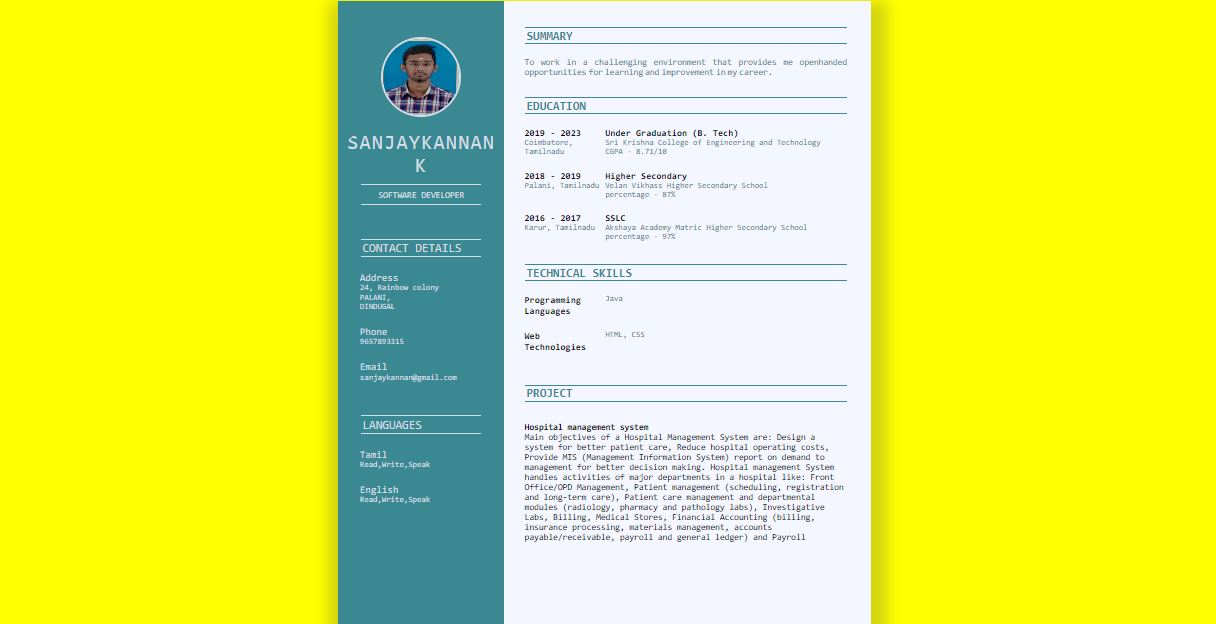 SANJAYKANNAN
K
SOFTWARE DEVELOPER
CONTACT DETAILS
Address
24, Rainbow colony
PALANI,
DINDUGAL
Phone
9657893315
Email
sanjaykannan@gmail.com
LANGUAGES
Tamil
Read,Write,Speak
English
Read,Write,Speak
SUMMARY
To work in a challenging environment that provides me openhanded
opportunities for learning and improvement in my career.
EDUCATION
2019 - 2023 Under Graduation (B. Tech)
Coimbatore, Sri Krishna College of Engineering and Technology
Tamilnadu CGPA - 8.71/10
2018 - 2019 Higher Secondary
Palani, Tamilnadu Velan Vikhass Higher Secondary School
percentage - 87%
2016 - 2017 SSLC
Karur, Tamilnadu Akshaya Academy Matric Higher Secondary School
percentage - 97%
TECHNICAL SKILLS
Programming Java
Languages
Web HTML, CSS
Technologies
PROJECT
Hospital management system
Main objectives of a Hospital Management System are: Design a
system for better patient care, Reduce hospital operating costs,
Provide MIS (Management Information System) report on demand to
management for better decision making. Hospital management System
handles activities of major departments in a hospital like: Front
Office/OPD Management, Patient management (scheduling, registration
and long-term care), Patient care management and departmental
modules (radiology, pharmacy and pathology labs), Investigative
Labs, Billing, Medical Stores, Financial Accounting (billing,
insurance processing, materials management, accounts
payable/receivable, payroll and general ledger) and Payroll